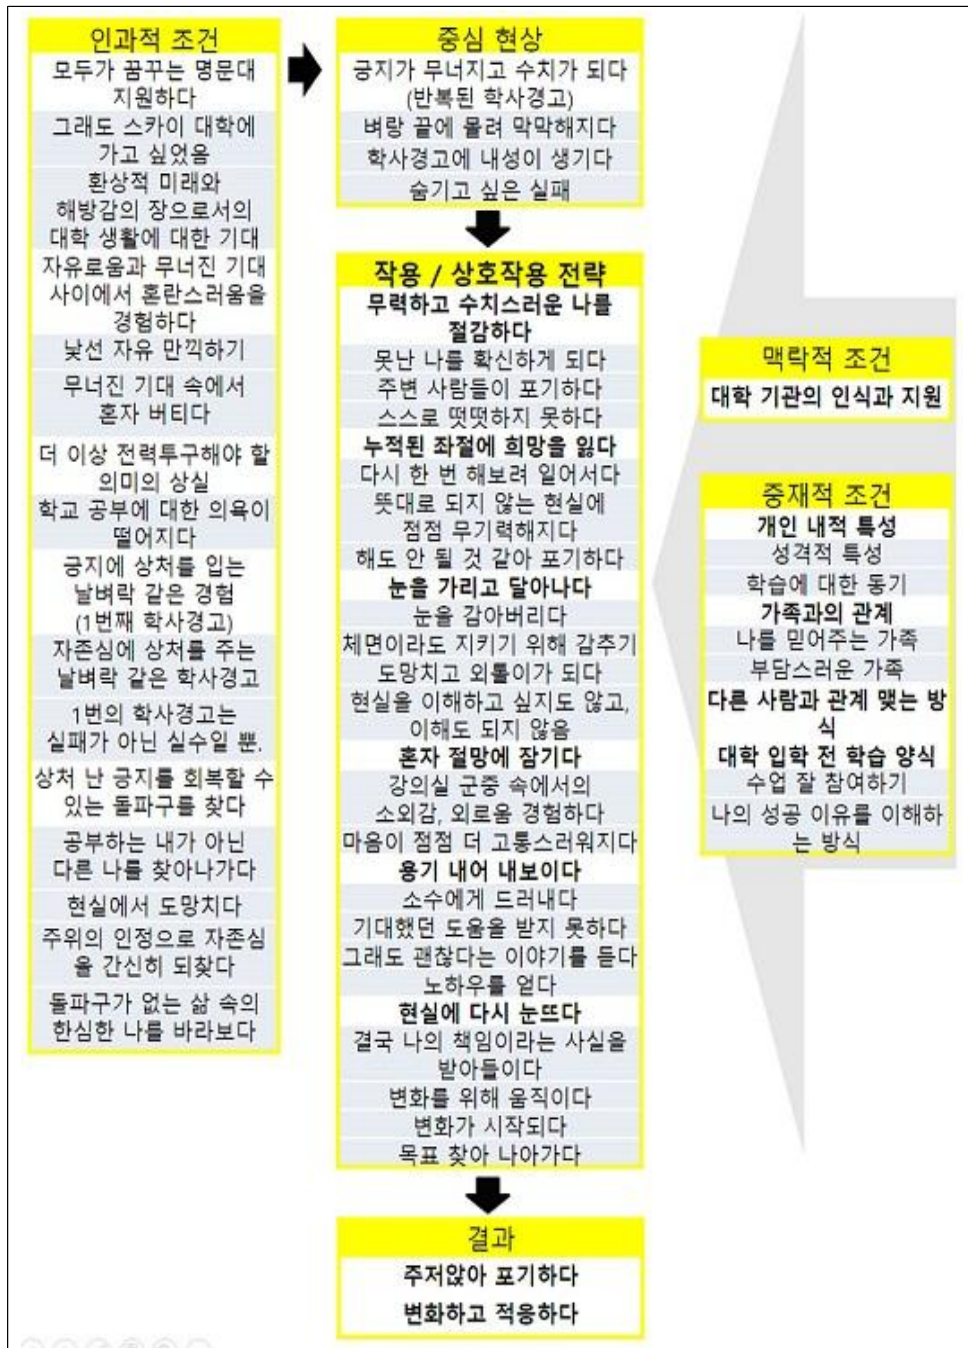 인과적 조건
모두가 꿈꾸는 명문대
지원하다
그래도 스카이 대학에
가고 싶었음
환상적 미래와
해방감의 장으로서의
대학 생활에 대한 기대
자유로움과 무너진 기대
사이에서 혼란스러움을
경험하다
낯선 자유 만끽하기
무너진 기대 속에서
혼자 버티다
더 이상 전력투구해야 할
의미의 상실
학교 공부에 대한 의욕이
떨어지다
긍지에 상처를 입는
날벼락 같은 경험
(1번째 학사경고)
자존심에 상처를 주는
날벼락 같은 학사경고
1번의 학사경고는
실패가 아닌 실수일 뿐.
상처 난 긍지를 회복할 수
있는 돌파구를 찾다
공부하는 내가 아닌
다른 나를 찾아나가다
현실에서 도망치다
주위의 인정으로 자존심
을 간신히 되찾다
돌파구가 없는 삶 속의
한심한 나를 바라보다
중심 현상
긍지가 무너지고 수치가 되다
(반복된 학사경고)
벼랑 끝에 몰려 막막해지다
학사경고에 내성이 생기다
숨기고 싶은 실패
작용 / 상호작용 전략
무력하고 수치스러운 나를
절감하다
못난 나를 확신하게 되다
주변 사람들이 포기하다
스스로 떳떳하지 못하다
누적된 좌절에 희망을 잃다
다시 한 번 해보려 일어서다
뜻대로 되지 않는 현실에
점점 무기력해지다
해도 안 될 것 같아 포기하다
눈을 가리고 달아나다
눈을 감아버리다
체면이라도 지키기 위해 감추기
도망치고 외톨이가 되다
현실을 이해하고 싶지도 않고,
이해도 되지 않음
혼자 절망에 잠기다
강의실 군중 속에서의
소외감, 외로움 경험하다
마음이 점점 더 고통스러워지다
용기 내어 내보이다
소수에게 드러내다
기대했던 도움을 받지 못하다
그래도 괜찮다는 이야기를 듣다
노하우를 얻다
현실에 다시 눈뜨다
결국 나의 책임이라는 사실을
받아들이다
변화를 위해 움직이다
변화가 시작되다
목표 찾아 나아가다
결과
주저앉아 포기하다
변화하고 적응하다
맥락적 조건
대학 기관의 인식과 지원
중재적 조건
개인 내적 특성
성격적 특성
학습에 대한 동기
가족과의 관계
나를 믿어주는 가족
부담스러운 가족
다른 사람과 관계 맺는 방
식
대학 입학 전 학습 양식
수업 잘 참여하기
나의 성공 이유를 이해하
는 방식